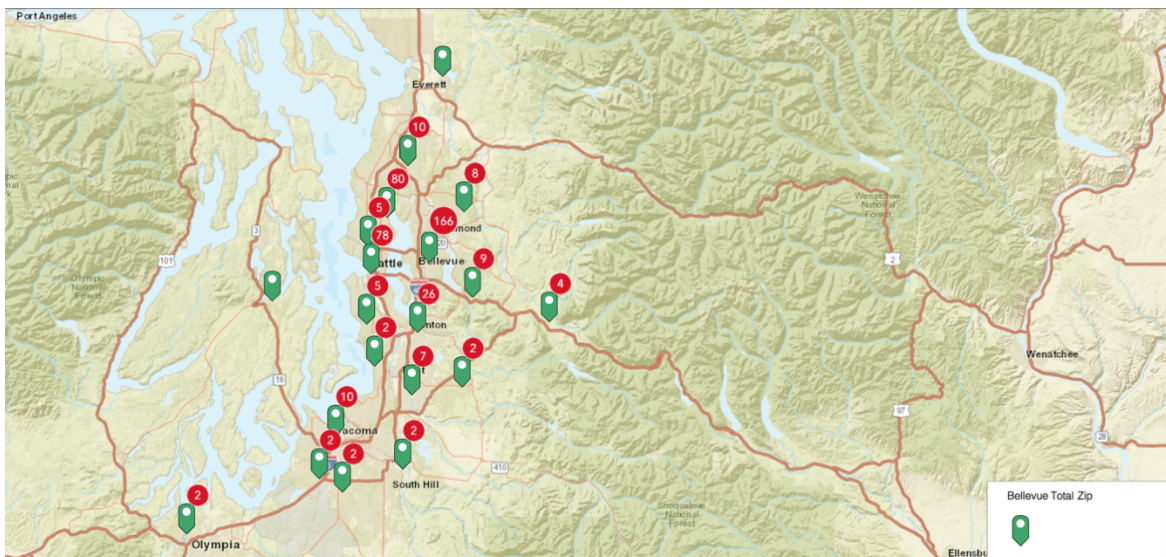 Port Angeles
Everett
10
80
8
5
166
mond
78
20
attle
Bellevue
9
3
101
Wenatchee
National
Forest
2
Olympic
National
Forest
5
26
4
nton
2
7
2
Wenatchee
16
10
acoma
97
2
2
2
28
410
South Hill
2
Snoqualmie
National
Forest
Olympia
Bellevue Total Zip
Ellensbu